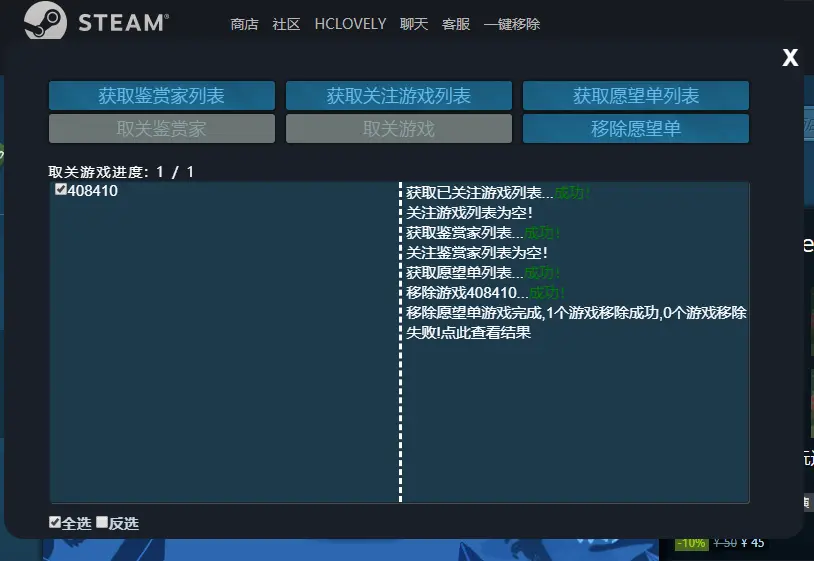 STEAM®
商店 社区 HCLOVELY 聊天 客服 一键移除
X
获取鉴赏家列表 获取关注游戏列表 获取愿望单列表
取关鉴赏家 取关游戏 移除愿望单
取关游戏进度: 1 / 1
408410
获取已关注游戏列表...成功!
关注游戏列表为空!
获取鉴赏家列表...成功!
关注鉴赏家列表为空!
获取愿望单列表...成功!
移除游戏408410...成功!
移除愿望单游戏完成,1个游戏移除成功,0个游戏移除
失败!点此查看结果
全选 反选
-10% ¥ 50 ¥ 45